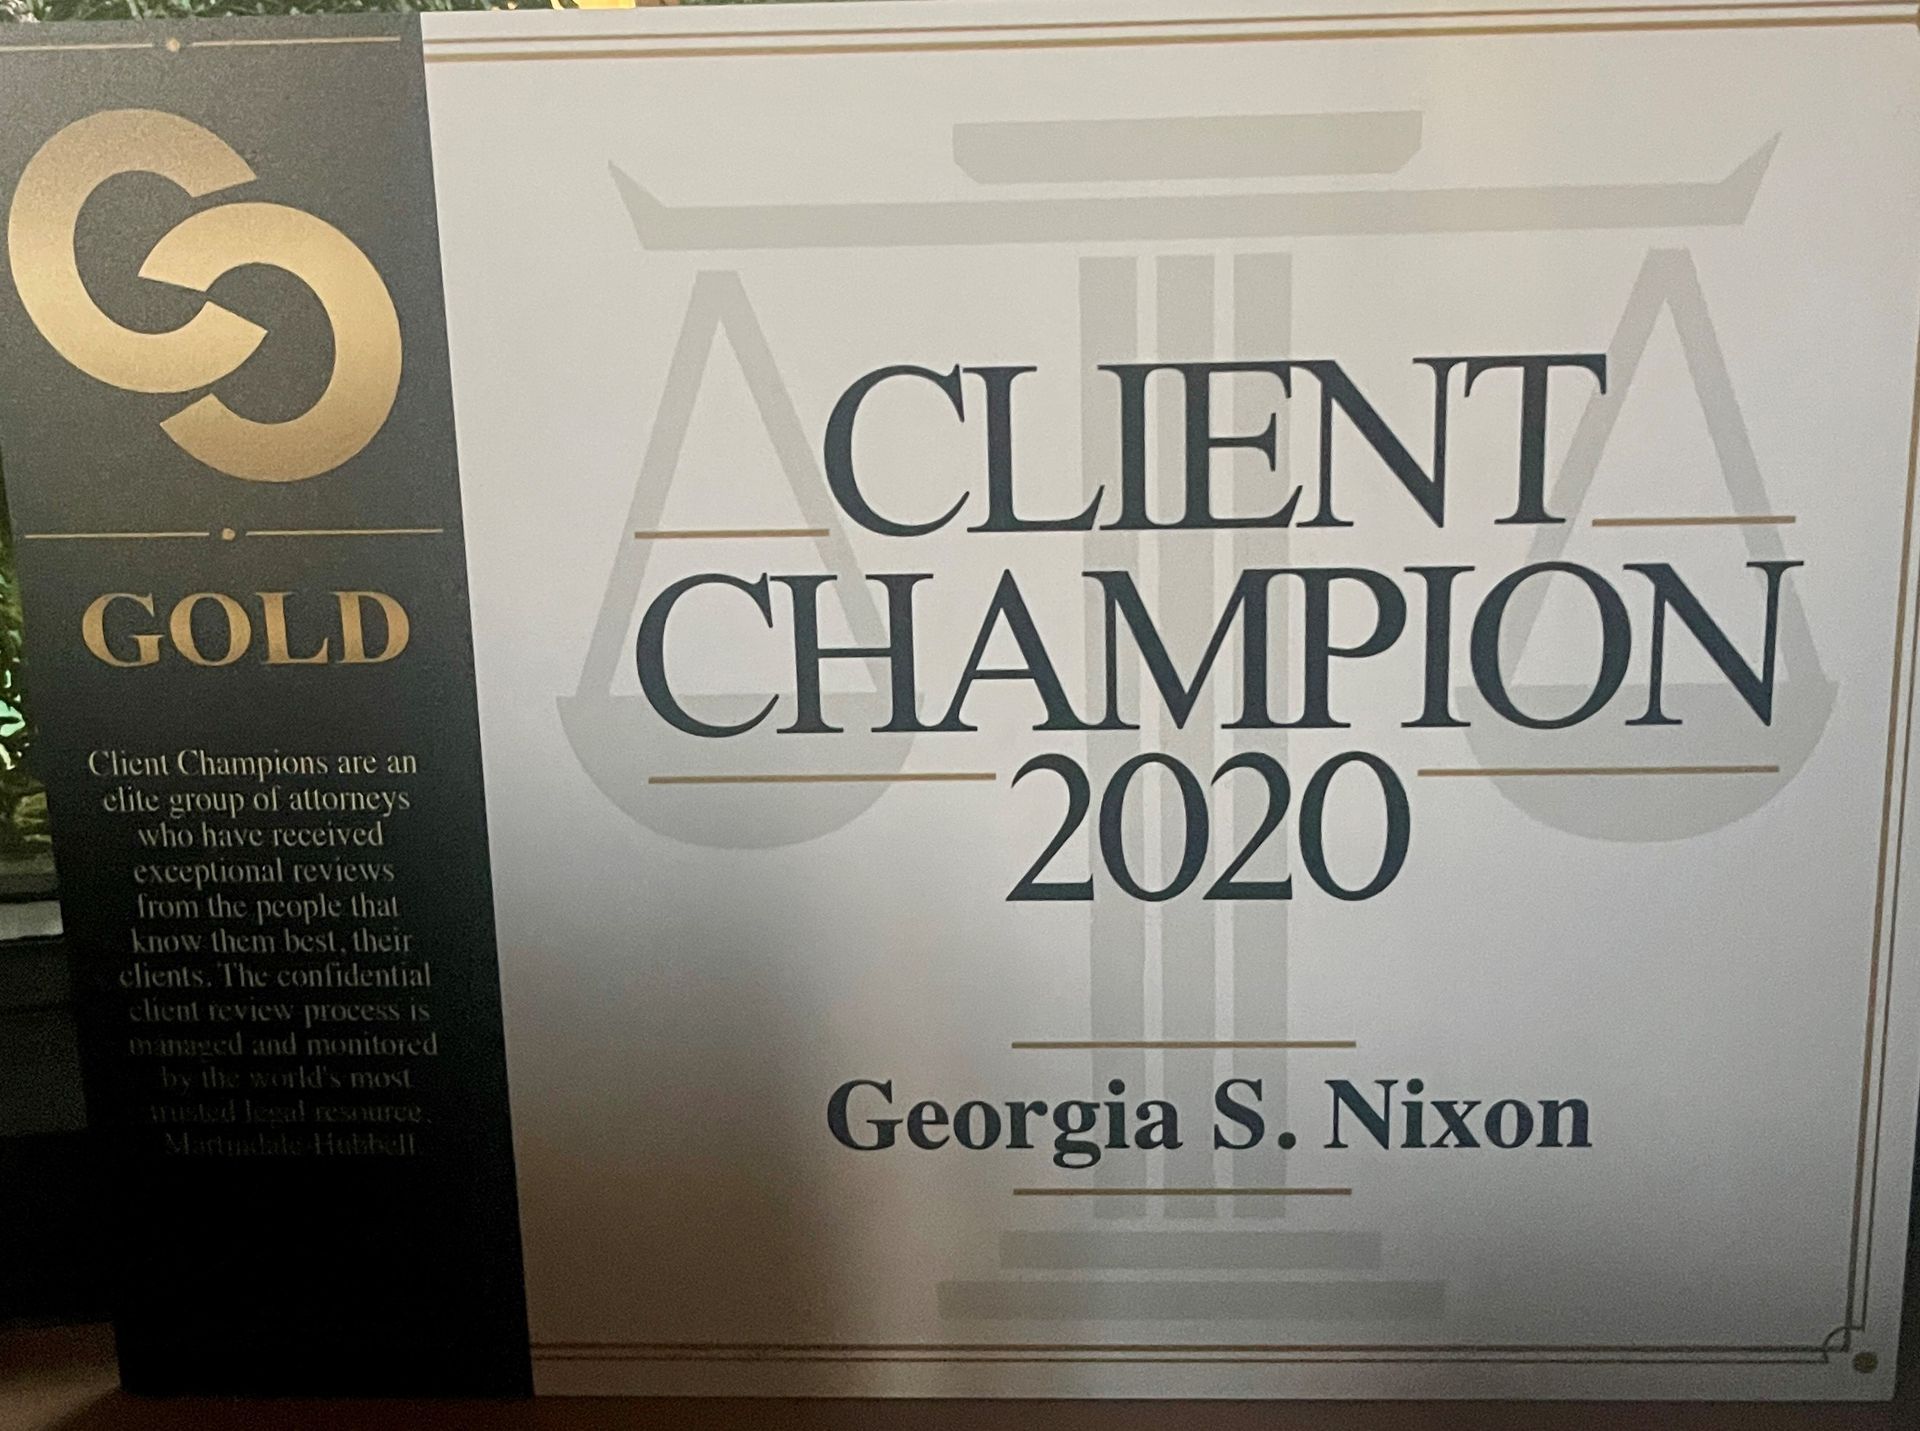 GOLD
Client Champions are an
elite group of attorneys
who have received
exceptional reviews
from the people that
know them best, their
clients. The confidential
client review process is
managed and monitored
by the world's most
trusted legal resource,
Martindale-Hubbell.
CLIENT
CHAMPION
2020
Georgia S. Nixon